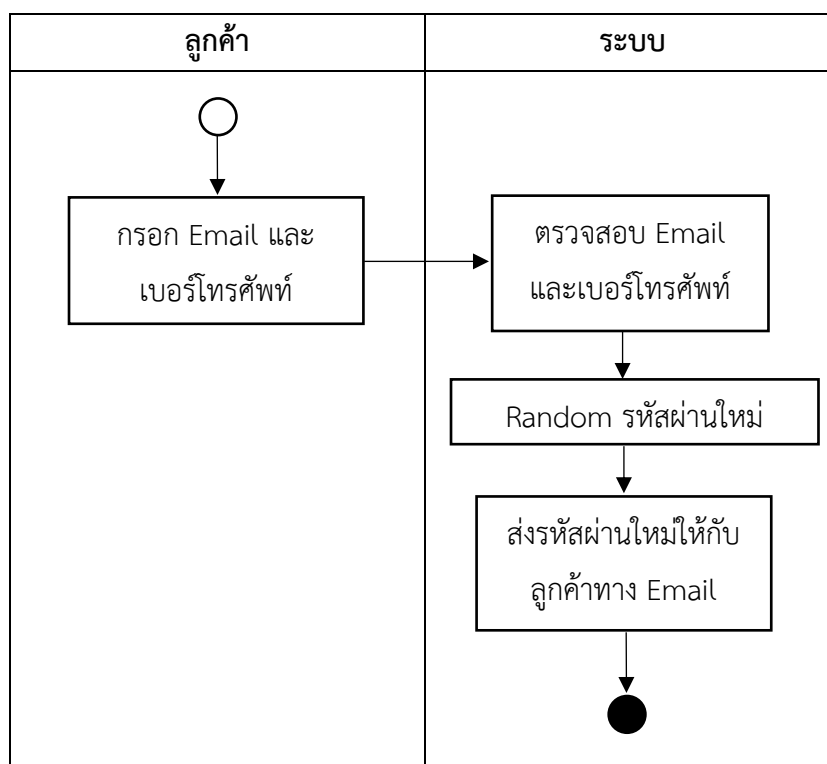 ลูกค้า
ระบบ
กรอก Email และ
เบอร์โทรศัพท์
ตรวจสอบ Email
และเบอร์โทรศัพท์
Random รหัสผ่านใหม่
ส่งรหัสผ่านใหม่ให้กับ
ลูกค้าทาง Email